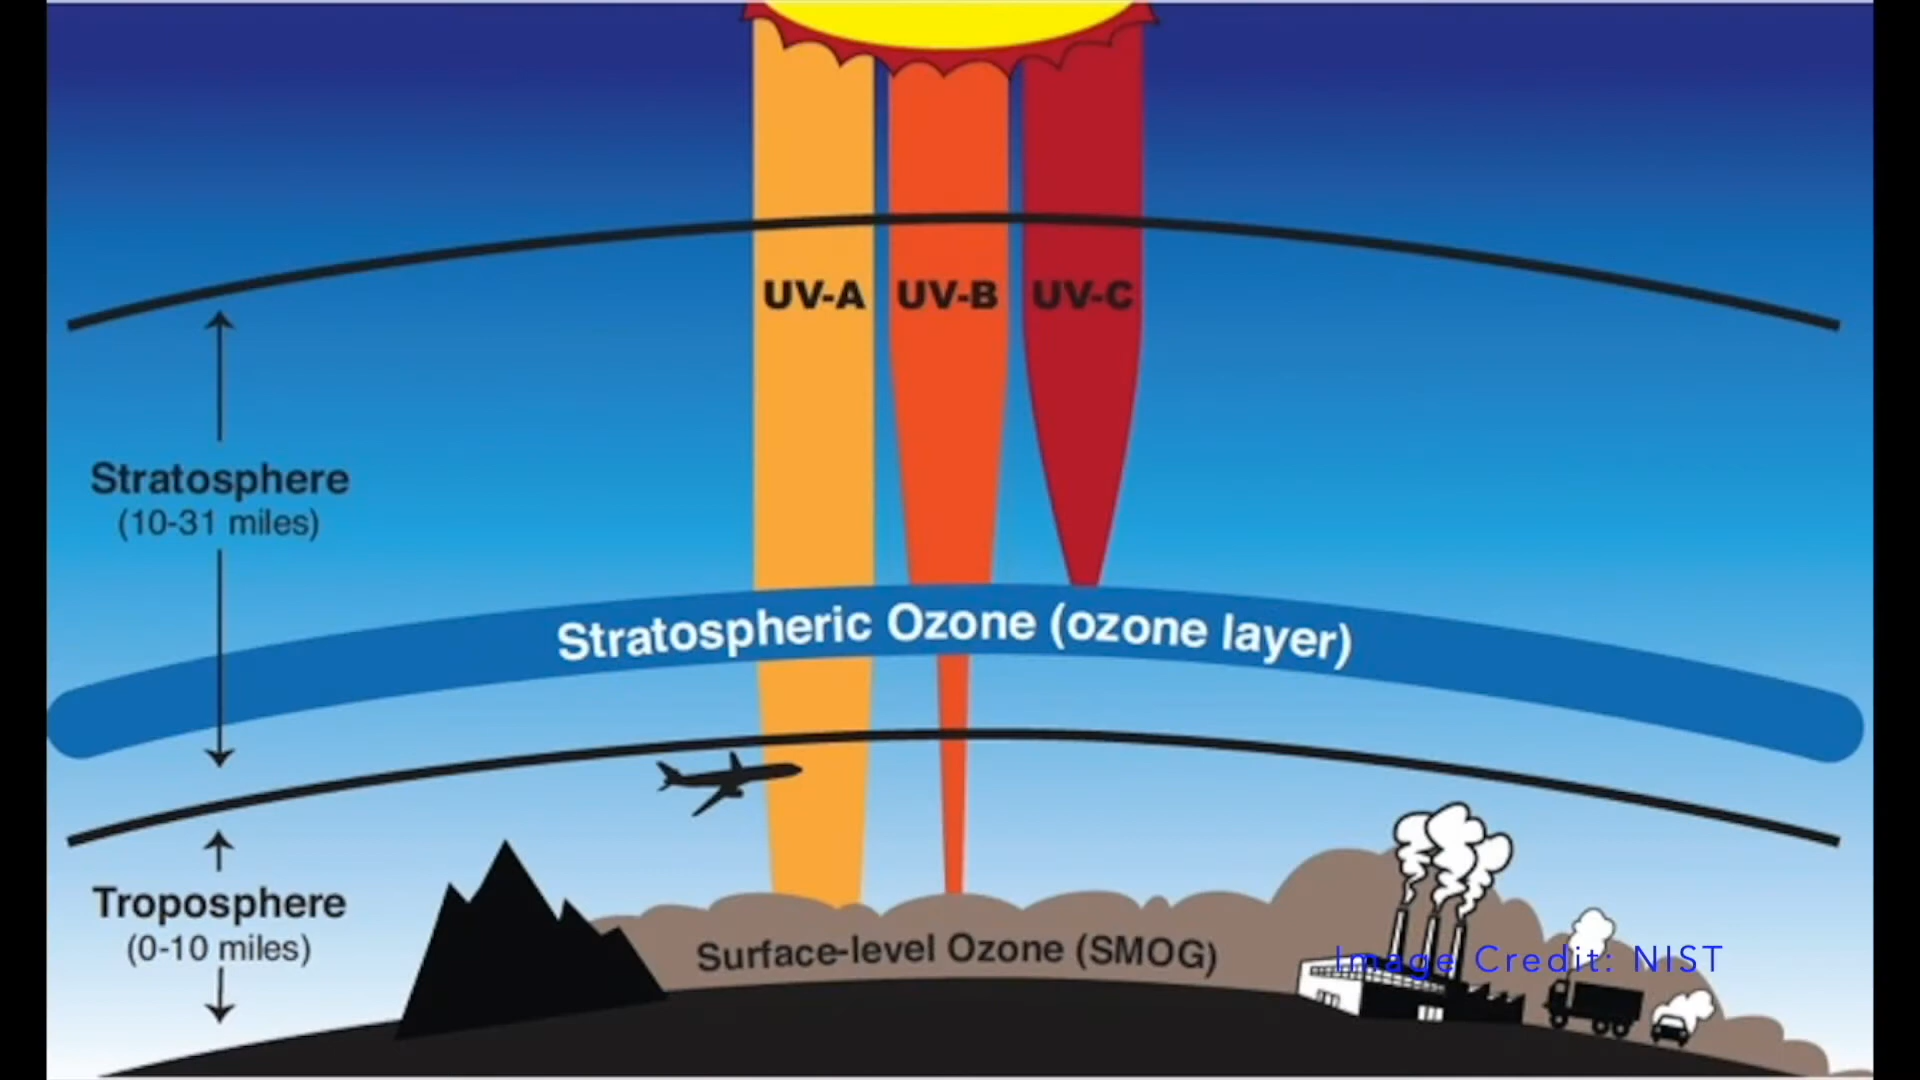 UV-A UV-B UV-C
Stratosphere
(10-31 miles)
Stratospheric Ozone (ozone layer)
Troposphere
(0-10 miles)
Surface-level Ozone (SMOG)
Image Credit: NIST